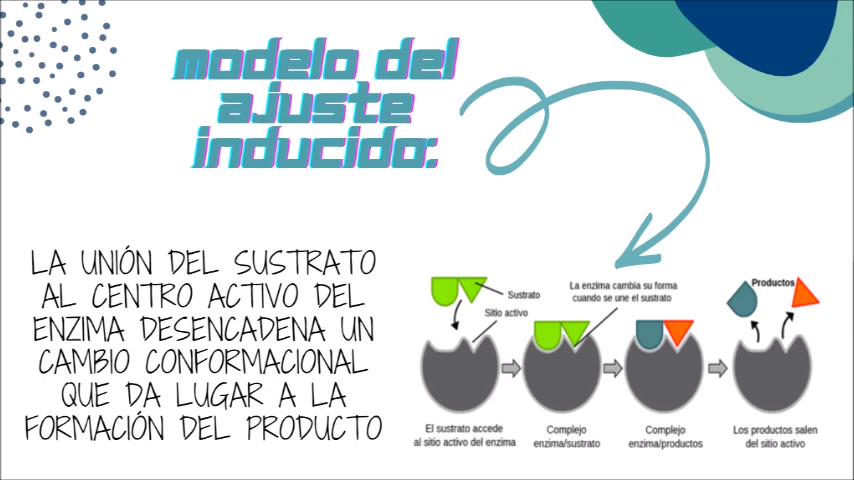 modelo del
ajuste
inducido:
LA UNIÓN DEL SUSTRATO
AL CENTRO ACTIVO DEL
ENZIMA DESENCADENA UN
CAMBIO CONFORMACIONAL
QUE DA LUGAR A LA
FORMACIÓN DEL PRODUCTO
Sustrato
Sitio activo
La enzima cambia su forma
cuando se une el sustrato
Productos
El sustrato accede
al sitio activo del enzima
Complejo
enzima/sustrato
Complejo
enzima/productos
Los productos salen
del sitio activo